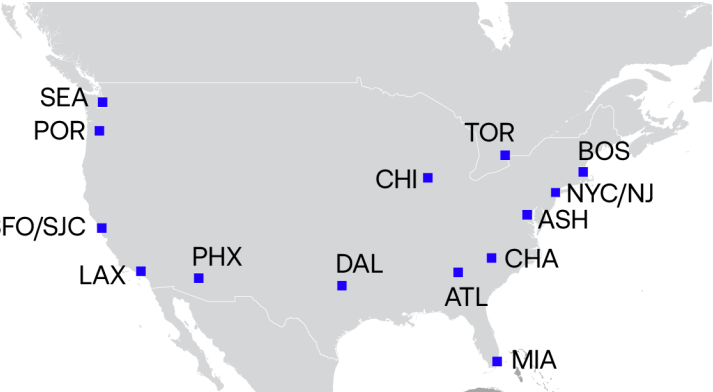 SEA
POR
TOR
BOS
CHI
NYC/NJ
ASH
FO/SJC
PHX
LAX
DAL
CHA
ATL
MIA